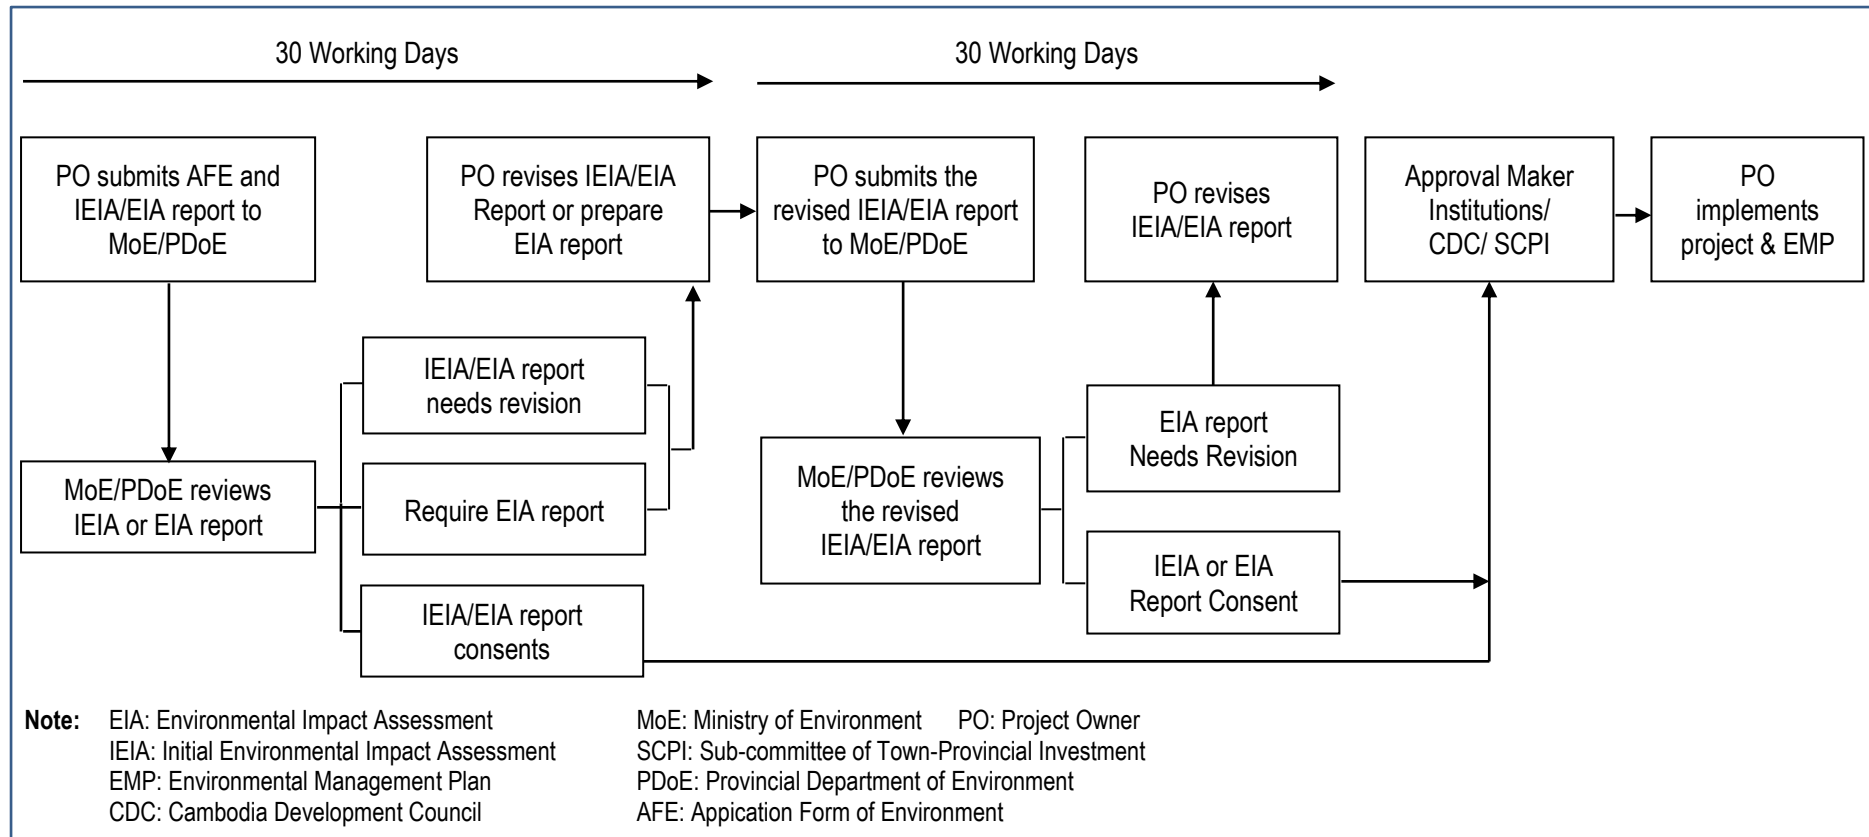 30 Working Days
30 Working Days
PO submits AFE and
IEIA/EIA report to
MoE/PDoE
PO revises IEIA/EIA
Report or prepare
EIA report
PO submits the
revised IEIA/EIA report
to MoE/PDoE
PO revises
IEIA/EIA report
Approval Maker
Institutions/
CDC/ SCPI
PO
implements
project & EMP
IEIA/EIA report
needs revision
MoE/PDoE reviews
IEIA or EIA report
Require EIA report
IEIA/EIA report
consents
MoE/PDoE reviews
the revised
IEIA/EIA report
EIA report
Needs Revision
IEIA or EIA
Report Consent
Note: EIA: Environmental Impact Assessment MoE: Ministry of Environment PO: Project Owner
IEIA: Initial Environmental Impact Assessment SCPI: Sub-committee of Town-Provincial Investment
EMP: Environmental Management Plan PDoE: Provincial Department of Environment
CDC: Cambodia Development Council AFE: Appication Form of Environment